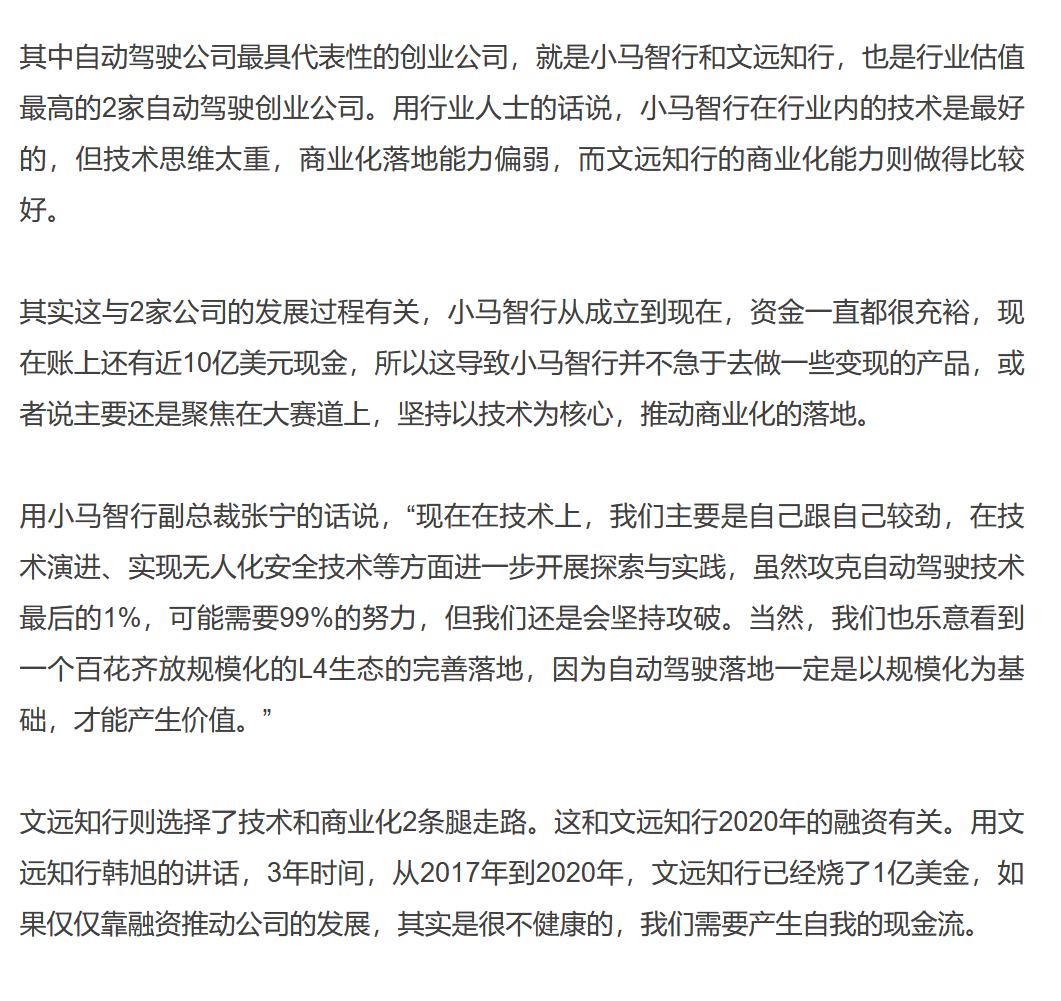 其中自动驾驶公司最具代表性的创业公司，就是小马智行和文远知行，也是行业估值
最高的2家自动驾驶创业公司。用行业人士的话说，小马智行在行业内的技术是最好
的，但技术思维太重，商业化落地能力偏弱，而文远知行的商业化能力则做得比较
好。
其实这与2家公司的发展过程有关，小马智行从成立到现在，资金一直都很充裕，现
在账上还有近10亿美元现金，所以这导致小马智行并不急于去做一些变现的产品，或
者说主要还是聚焦在大赛道上，坚持以技术为核心，推动商业化的落地。
用小马智行副总裁张宁的话说，“现在在技术上，我们主要是自己跟自己较劲，在技
术演进、实现无人化安全技术等方面进一步开展探索与实践，虽然攻克自动驾驶技术
最后的1%，可能需要99%的努力，但我们还是会坚持攻破。当然，我们也乐意看到
一个百花齐放规模化的L4生态的完善落地，因为自动驾驶落地一定是以规模化为基
础，才能产生价值。”
文远知行则选择了技术和商业化2条腿走路。这和文远知行2020年的融资有关。用文
远知行韩旭的讲话，3年时间，从2017年到2020年，文远知行已经烧了1亿美金，如
果仅仅靠融资推动公司的发展，其实是很不健康的，我们需要产生自我的现金流。